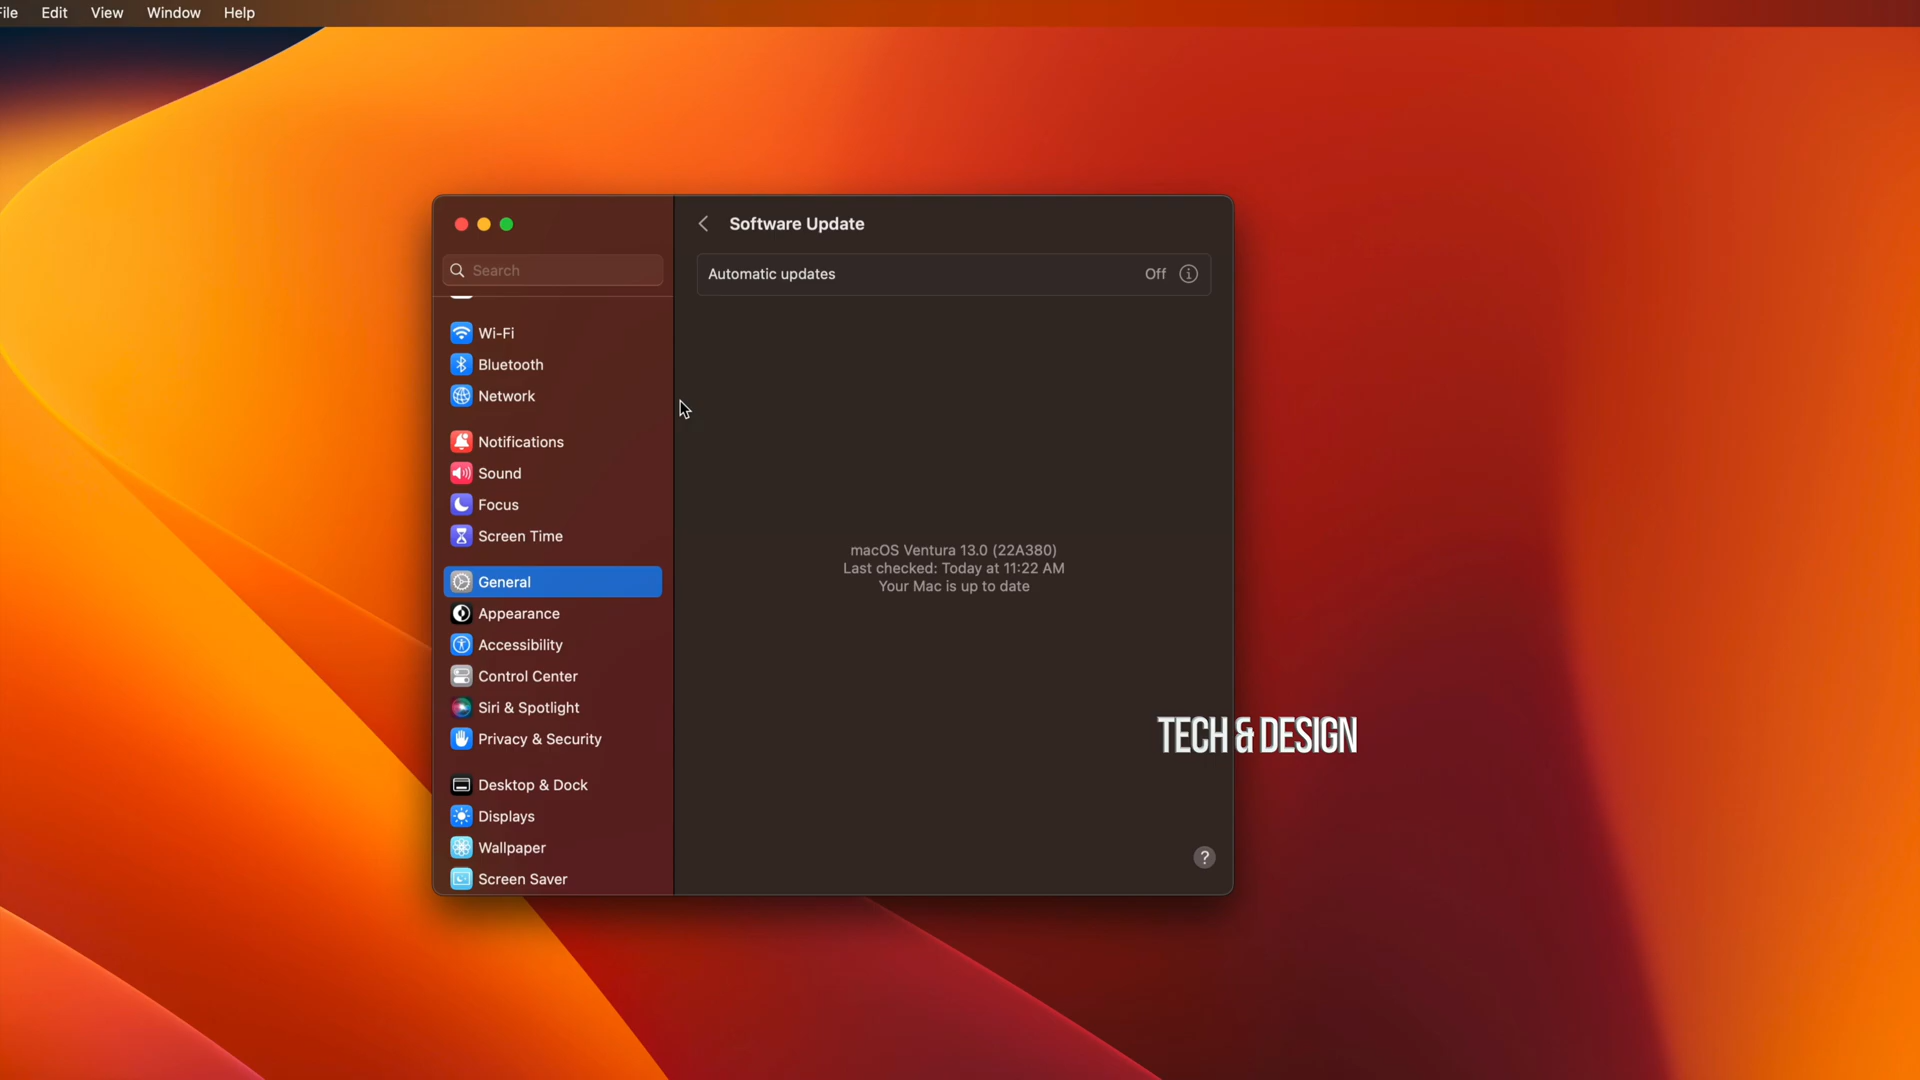 File Edit View Window Help
Software Update
Search
Automatic updates Off
Wi-Fi
Bluetooth
Network
Notifications
Sound
Focus
Screen Time
General
Appearance
Accessibility
Control Center
Siri & Spotlight
Privacy & Security
Desktop & Dock
Displays
Wallpaper
Screen Saver
macOS Ventura 13.0 (22A380)
Last checked: Today at 11:22 AM
Your Mac is up to date
TECH & DESIGN
?